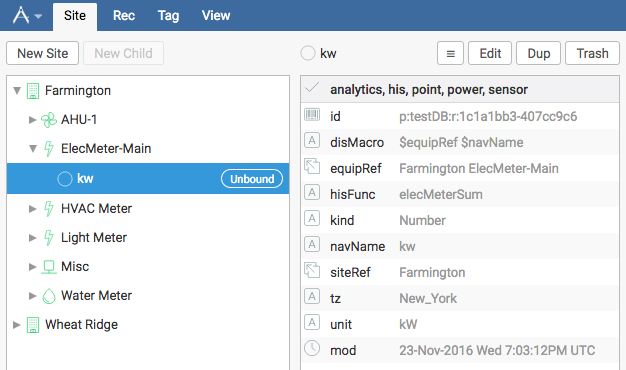 Site Rec Tag View
New Site New Child kw ≡ Edit Dup Trash
Farmington
AHU-1
ElecMeter-Main
kw Unbound
HVAC Meter
Light Meter
Misc
Water Meter
Wheat Ridge
analytics, his, point, power, sensor
id p:testDB:r:1c1a1bb3-407cc9c6
A disMacro $equipRef $navName
equipRef Farmington ElecMeter-Main
A hisFunc elecMeterSum
A kind Number
A navName kw
siteRef Farmington
A tz New_York
A unit kW
mod 23-Nov-2016 Wed 7:03:12PM UTC